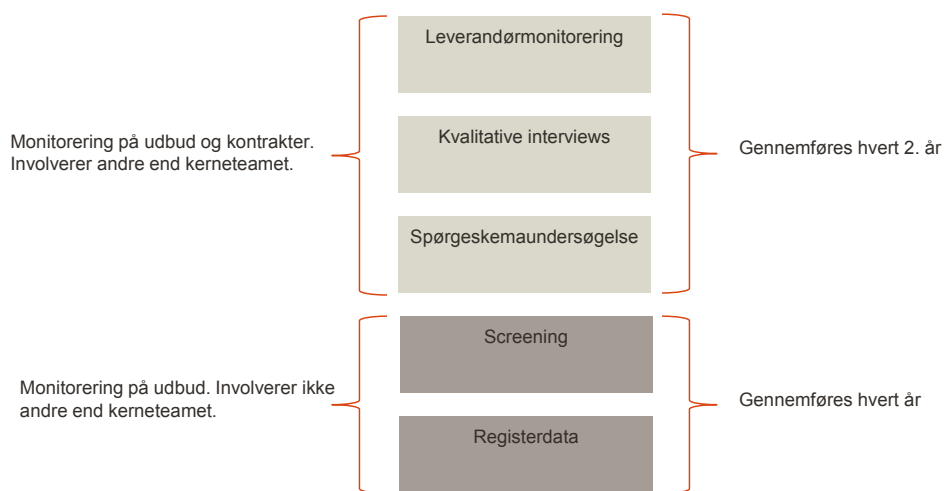 Leverandørmonitorering
Monitorering på udbud og kontrakter.
Involverer andre end kerneteamet.
Kvalitative interviews
Gennemføres hvert 2. år
Spørgeskemaundersøgelse
Screening
Monitorering på udbud. Involverer ikke
andre end kerneteamet.
Gennemføres hvert år
Registerdata